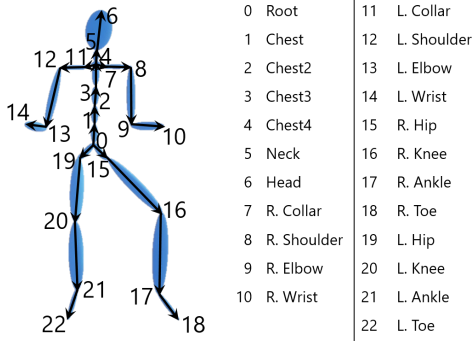 6
5
12
11
4
8
7
3
2
14
13
1
9
10
0
19
15
20
16
21
17
22
18
0 Root
1 Chest
2 Chest2
3 Chest3
4 Chest4
5 Neck
6 Head
7 R. Collar
8 R. Shoulder
9 R. Elbow
10 R. Wrist
11 L. Collar
12 L. Shoulder
13 L. Elbow
14 L. Wrist
15 R. Hip
16 R. Knee
17 R. Ankle
18 R. Toe
19 L. Hip
20 L. Knee
21 L. Ankle
22 L. Toe